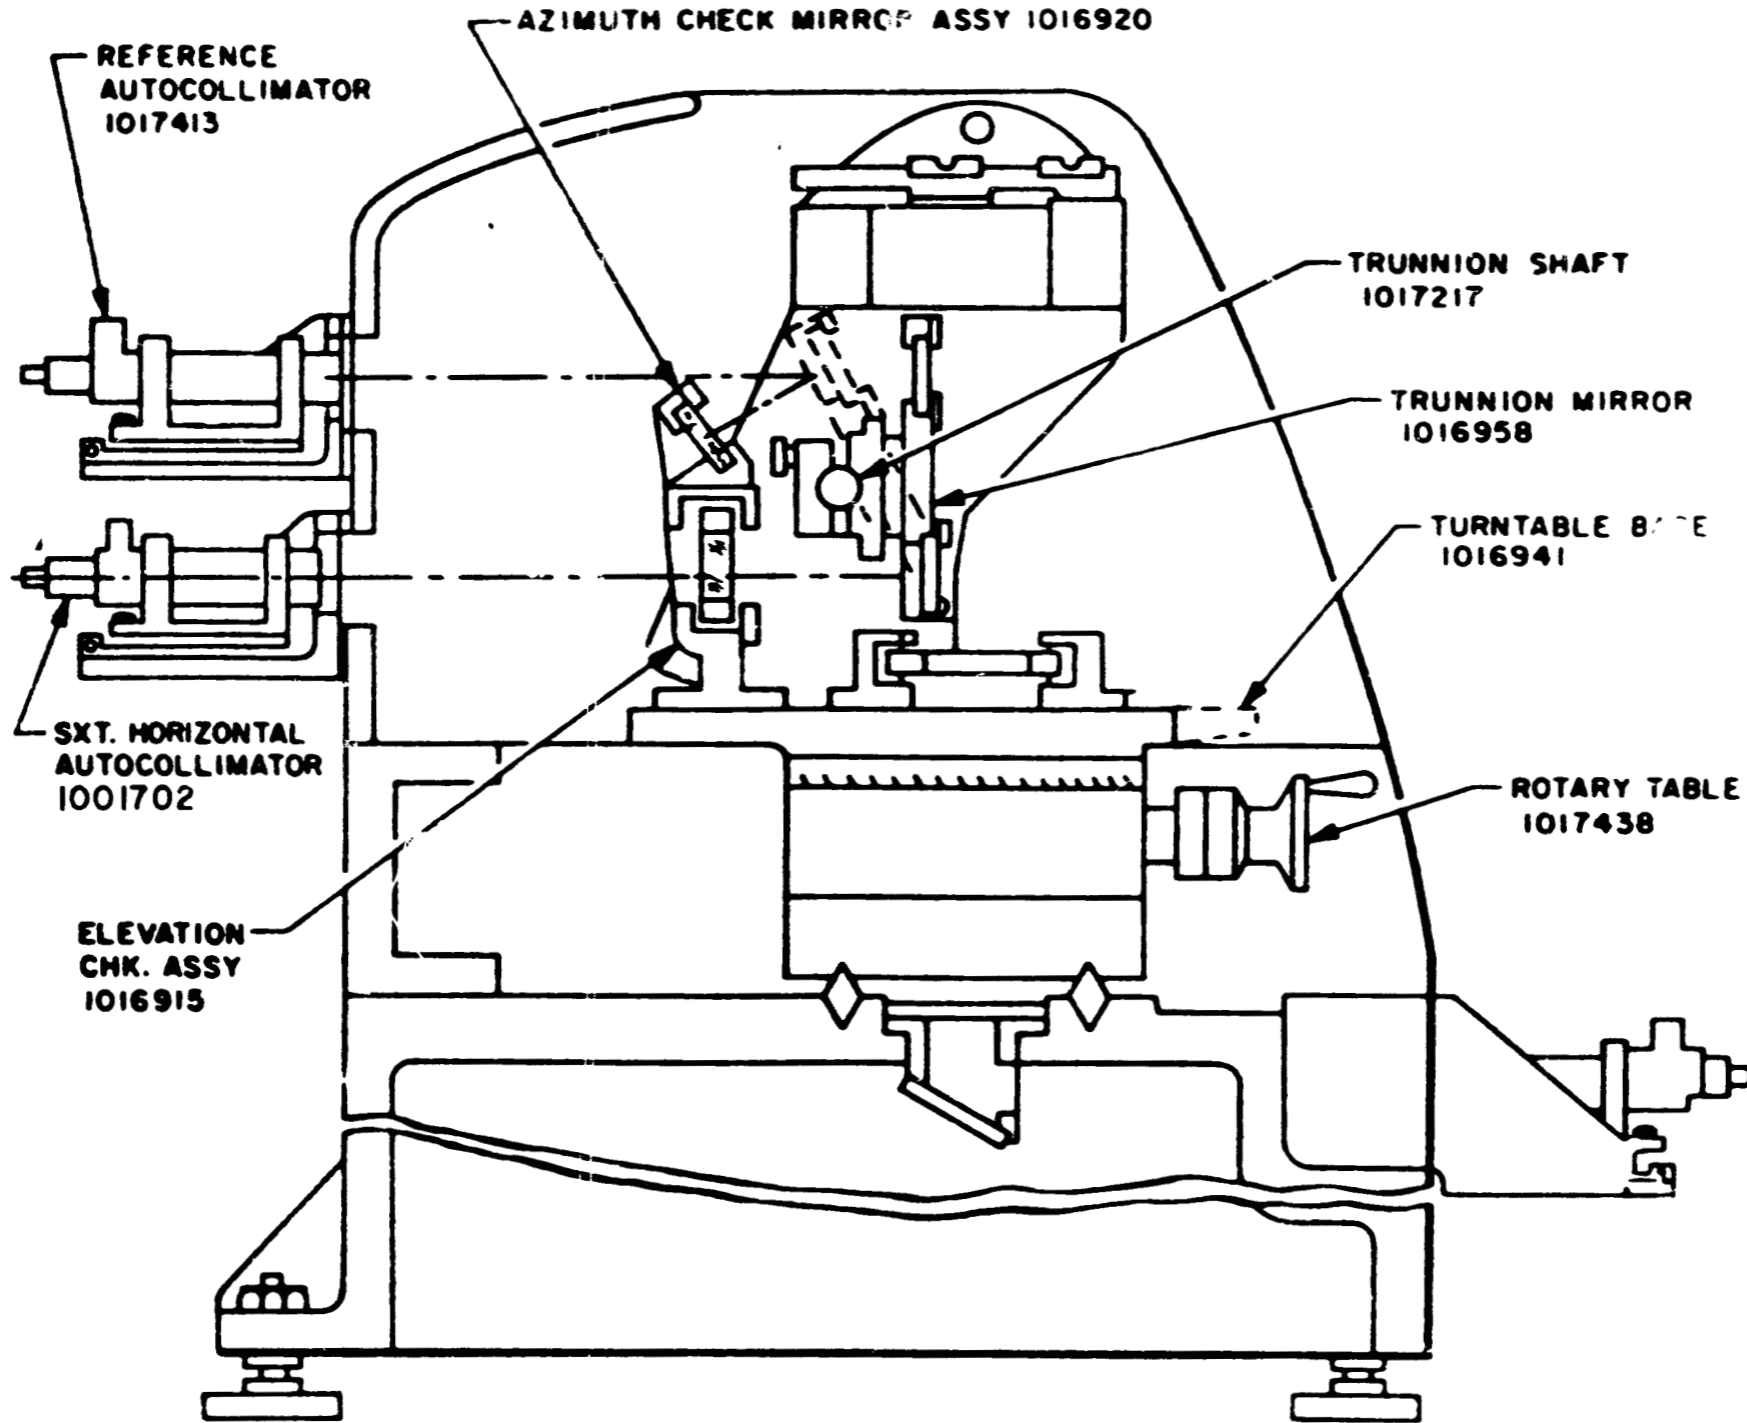 AZIMUTH CHECK MIRROR ASSY 1016920
REFERENCE
AUTOCOLLIMATOR
1017413
TRUNNION SHAFT
1017217
TRUNNION MIRROR
1016958
TURNTABLE
1016941
SXT. HORIZONTAL
AUTOCOLLIMATOR
1001702
ROTARY TABLE
1017438
ELEVATION
CHK. ASSY
1016915